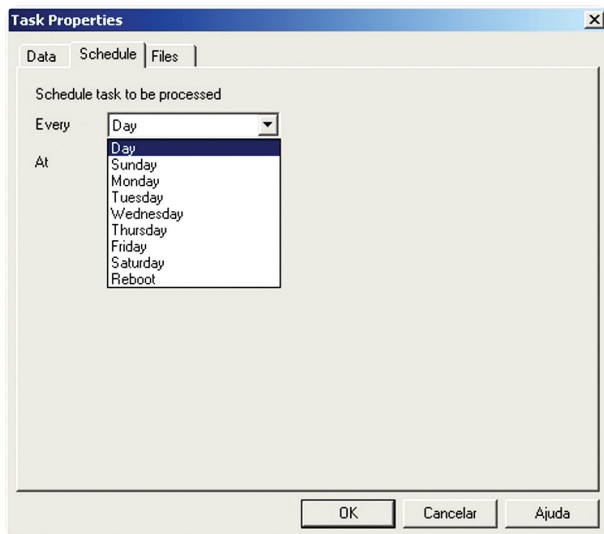 Task Properties
Data Schedule Files
Schedule task to be processed
Every Day
Day
At Sunday
Monday
Tuesday
Wednesday
Thursday
Friday
Saturday
Reboot
OK Cancelar Ajuda